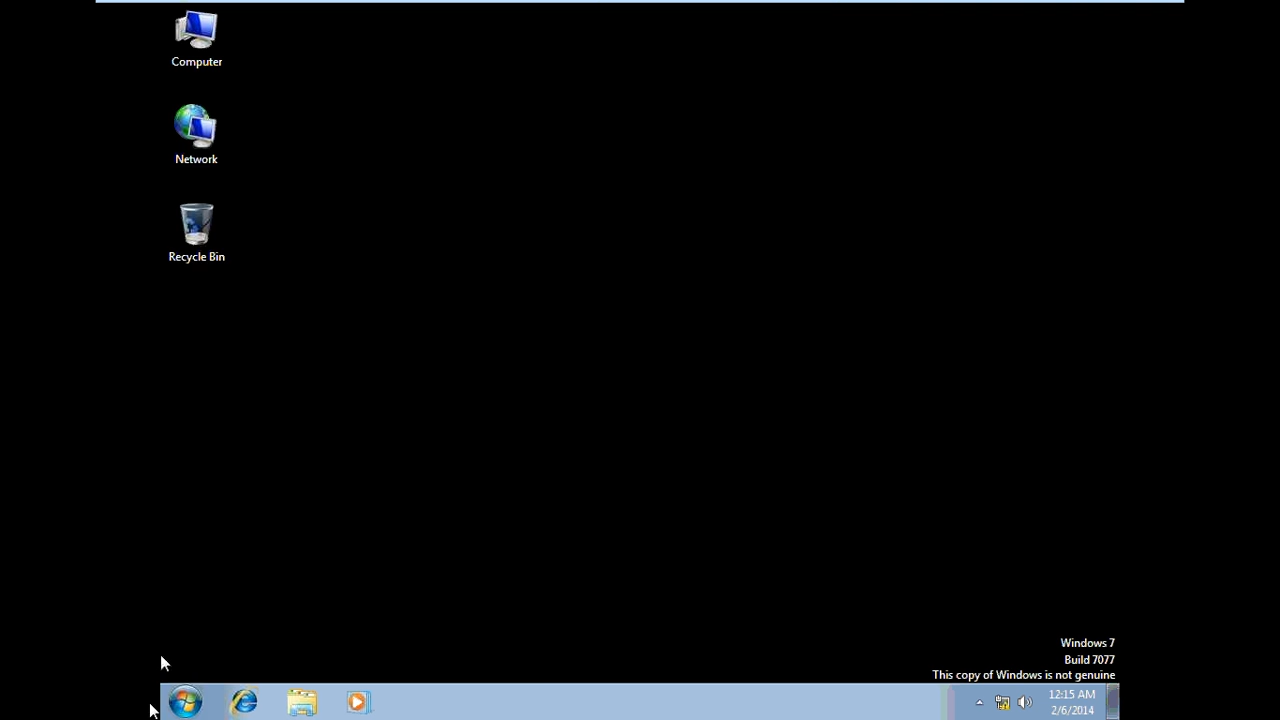 Computer
Network
Recycle Bin
Windows 7
Build 7077
This copy of Windows is not genuine
12:15 AM
2/6/2014